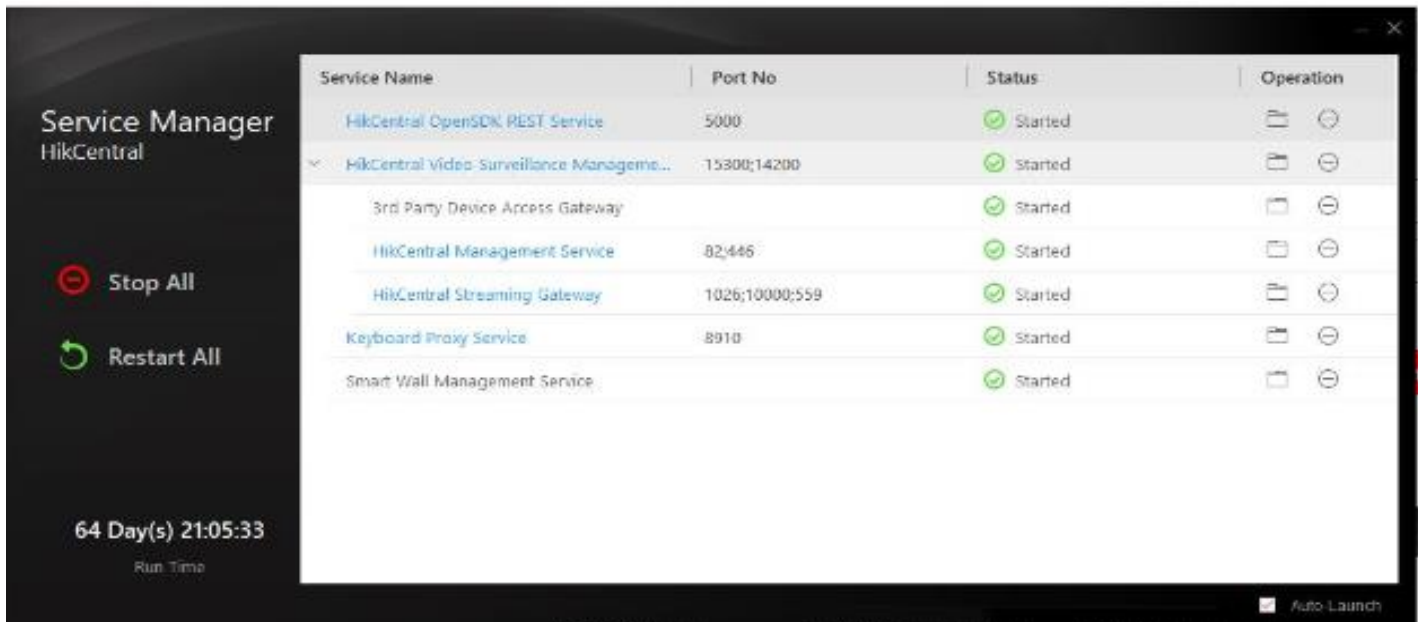 Service Name Port No Status Operation
Service Manager
HikCentral
HikCentral OpenSDK REST Service 5000 Started
HikCentral Video Surveillance Manageme... 15300;14200 Started
3rd Party Device Access Gateway Started
HikCentral Management Service 82;446 Started
HikCentral Streaming Gateway 1026;10000;559 Started
Keyboard Proxy Service 8910 Started
Smart Wall Management Service Started
Stop All
Restart All
64 Day(s) 21:05:33
Run Time
Auto-Launch